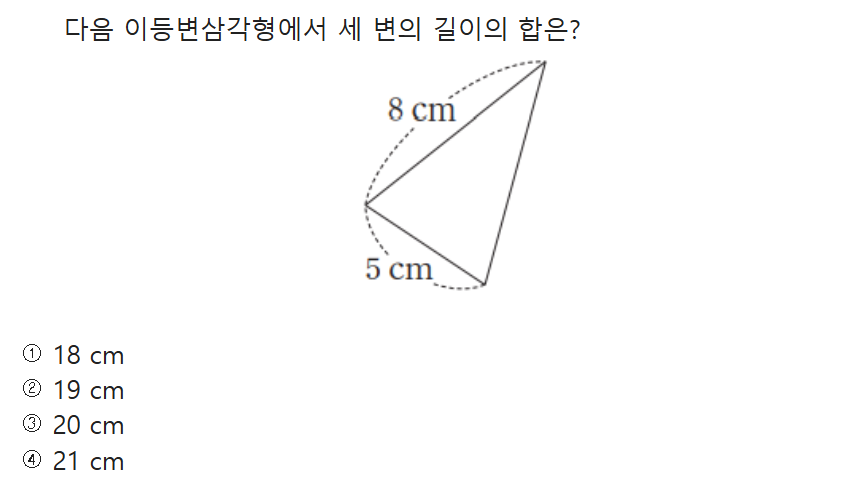 다음 이등변삼각형에서 세 변의 길이의 합은?
8 cm
5 cm
① 18 cm
② 19 cm
③ 20 cm
④ 21 cm